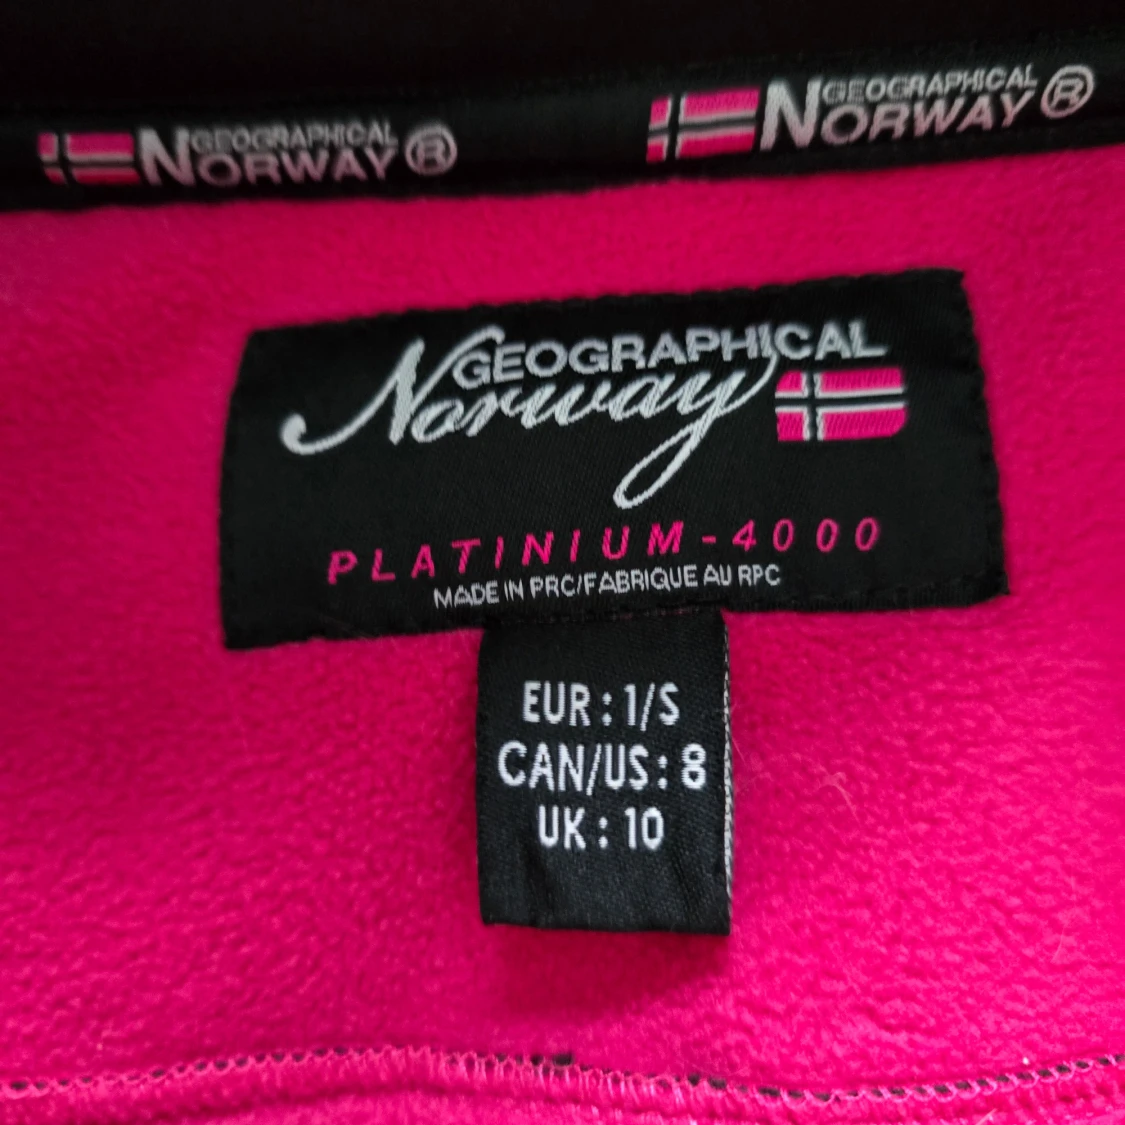 GEOGRAPHICAL
NORWAY ®
GEOGRAPHICAL
NORWAY ®
GEOGRAPHICAL
Norway
PLATINIUM-4000
MADE IN PRC/FABRIQUE AU RPC
EUR : 1/S
CAN/US : 8
UK : 10